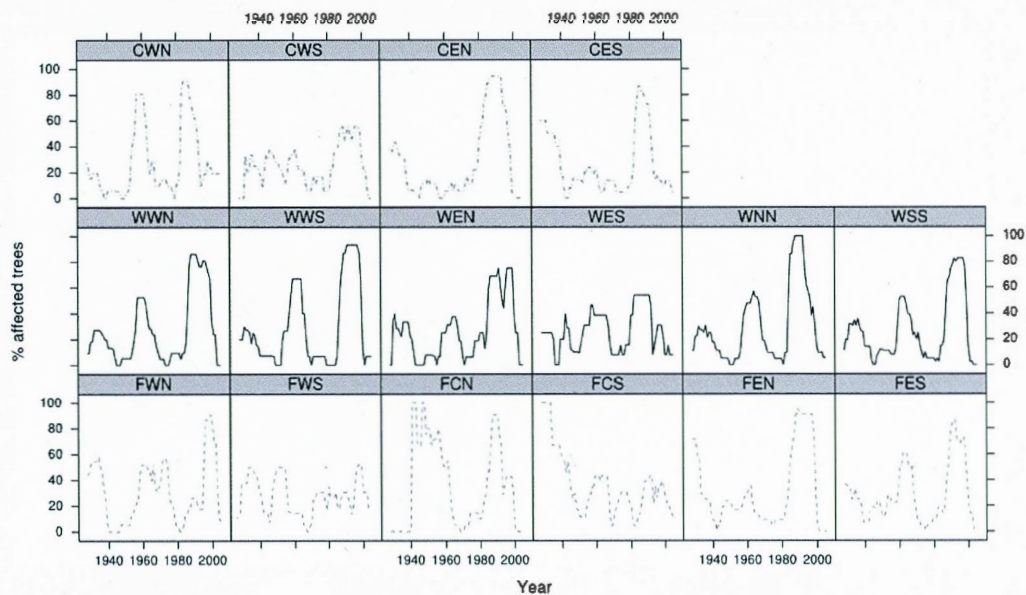 1940 1960 1980 2000 1940 1960 1980 2000
CWN CWS CEN CES
100
80
60
40
20
0
WWN WWS WEN WES WNN WSS
100
80
60
40
20
0
% affected trees
FWN FWS FCN FCS FEN FES
100
80
60
40
20
0
1940 1960 1980 2000 1940 1960 1980 2000 1940 1960 1980 2000
Year